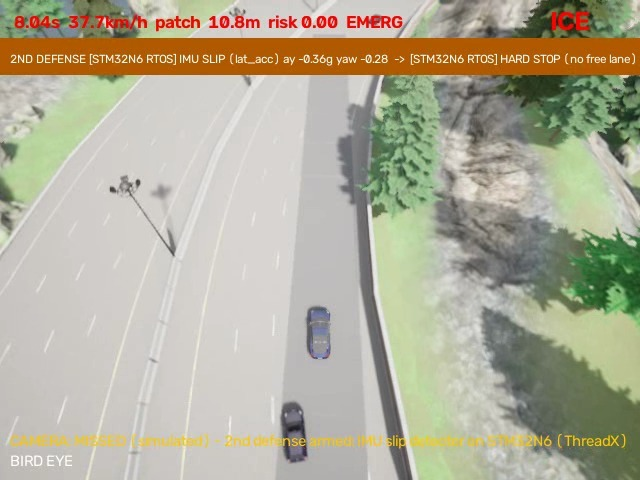 8.04s 37.7km/h patch 10.8m risk 0.00 EMERG ICE
2ND DEFENSE [STM32N6 RTOS] IMU SLIP (lat_acc) ay -0.36g yaw -0.28 -> [STM32N6 RTOS] HARD STOP (no free lane)
CAMERA: MISSED (simulated) - 2nd defense armed: IMU slip detector on STM32N6 (ThreadX)
BIRD EYE